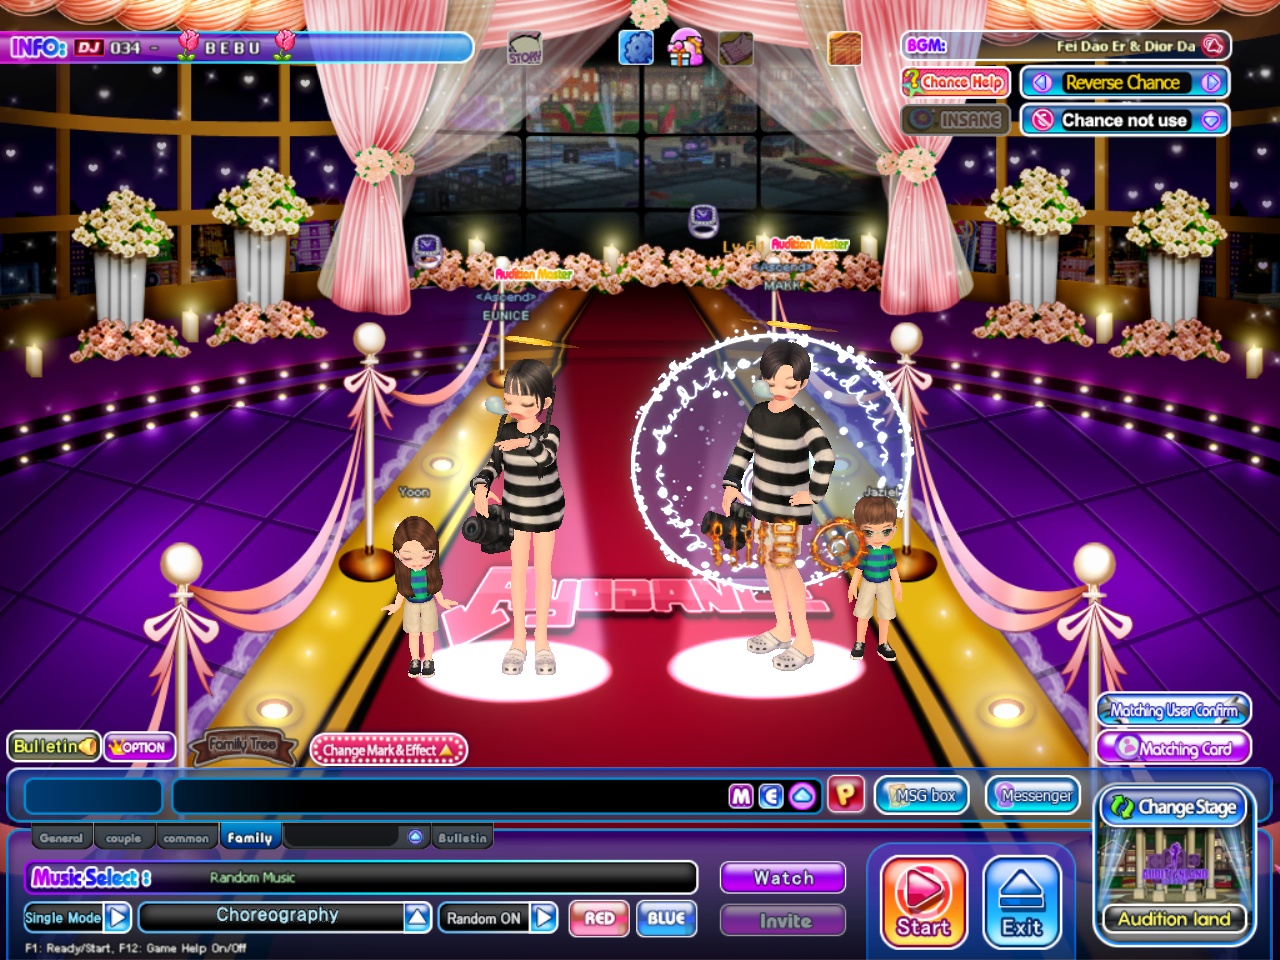 INFO: DJ 034 - BEBU
STORY
BGM: Fei Dao Er & Dior Da
Chance Help
Reverse Chance
INSANE
Chance not use
Audition Master
Audition Master
<Ascend>
MAKK
<Ascend>
EUNICE
Yoon
Jaziel
Bulletin
OPTION
Family Tree
Change Mark & Effect
Matching User Confirm
Matching Card
M E
P
MSG box
Messenger
Change Stage
General
couple
common
Family
Bulletin
Music Select :
Random Music
Watch
Single Mode
Choreography
Random ON
RED
BLUE
Invite
Start
Exit
Audition land
F1: Ready/Start, F12: Game Help On/Off